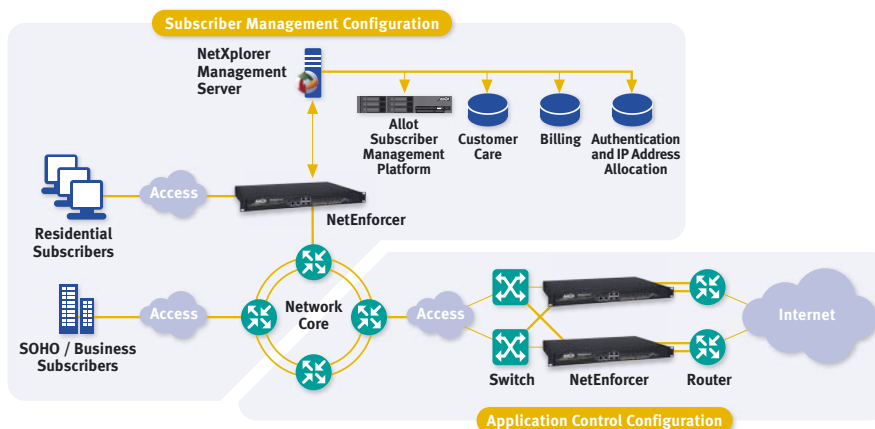 Subscriber Management Configuration
NetXplorer
Management
Server
Allot
Subscriber
Management
Platform
Customer
Care
Billing
Authentication
and IP Address
Allocation
Residential
Subscribers
Access
NetEnforcer
SOHO / Business
Subscribers
Access
Network
Core
Access
Switch
NetEnforcer
Router
Internet
Application Control Configuration